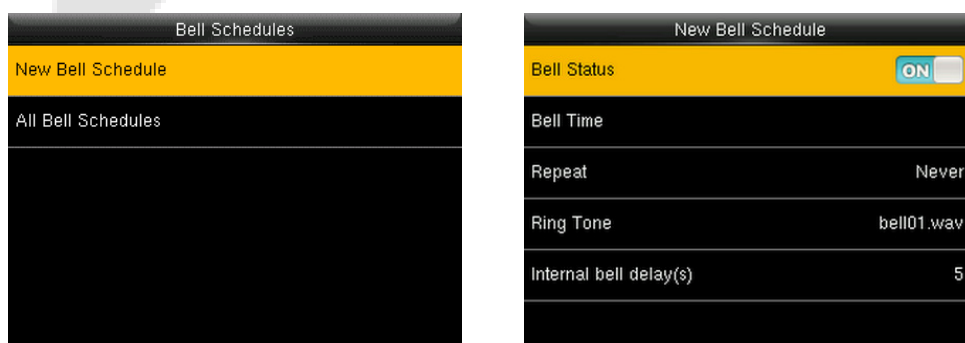 Bell Schedules
New Bell Schedule
All Bell Schedules
New Bell Schedule
Bell Status ON
Bell Time
Repeat Never
Ring Tone bell01.wav
Internal bell delay(s) 5